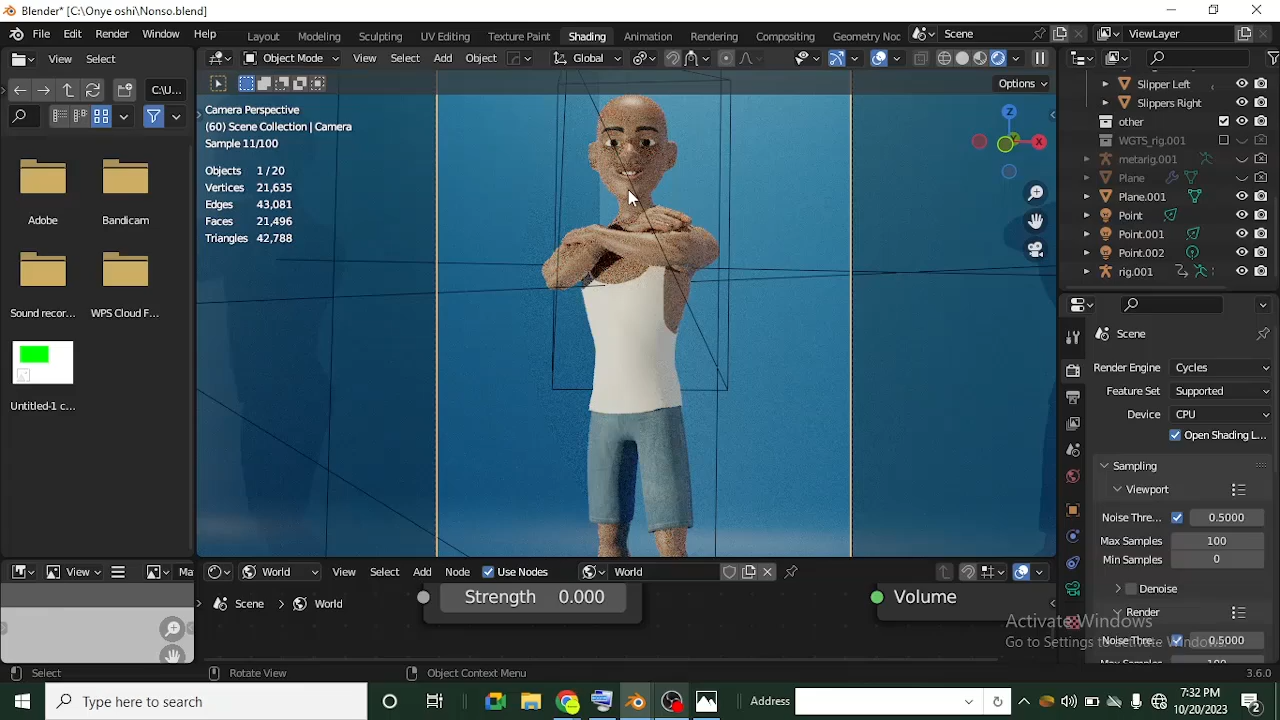 Blender* [C:\Onye oshi\Nonso.blend]
File Edit Render Window Help Layout Modeling Sculpting UV Editing Texture Paint Shading Animation Rendering Compositing Geometry Noc Scene ViewLayer
View Select Object Mode View Select Add Object Global
C:\U... Options
Camera Perspective
(60) Scene Collection | Camera
Sample 11/100
Objects 1/20
Vertices 21,635
Edges 43,081
Faces 21,496
Triangles 42,788
Adobe Bandicam
Sound recor... WPS Cloud F...
Untitled-1 c...
Z
X
Slipper Left
Slippers Right
other
WGTS_rig.001
metarig.001
Plane
Plane.001
Point
Point.001
Point.002
rig.001
Scene
Render Engine Cycles
Feature Set Supported
Device CPU
Open Shading L...
Sampling
Viewport
Noise Thre... 0.5000
Max Samples 100
Min Samples 0
Denoise
Render
Noise Thre... 0.5000
View Ma World View Select Add Node Use Nodes World
Scene > World
Strength 0.000
Volume
Activate Windows
Go to Settings to activate Windows.
Select Rotate View Object Context Menu 3.6.0
Type here to search
Address
7:32 PM
10/20/2023
2